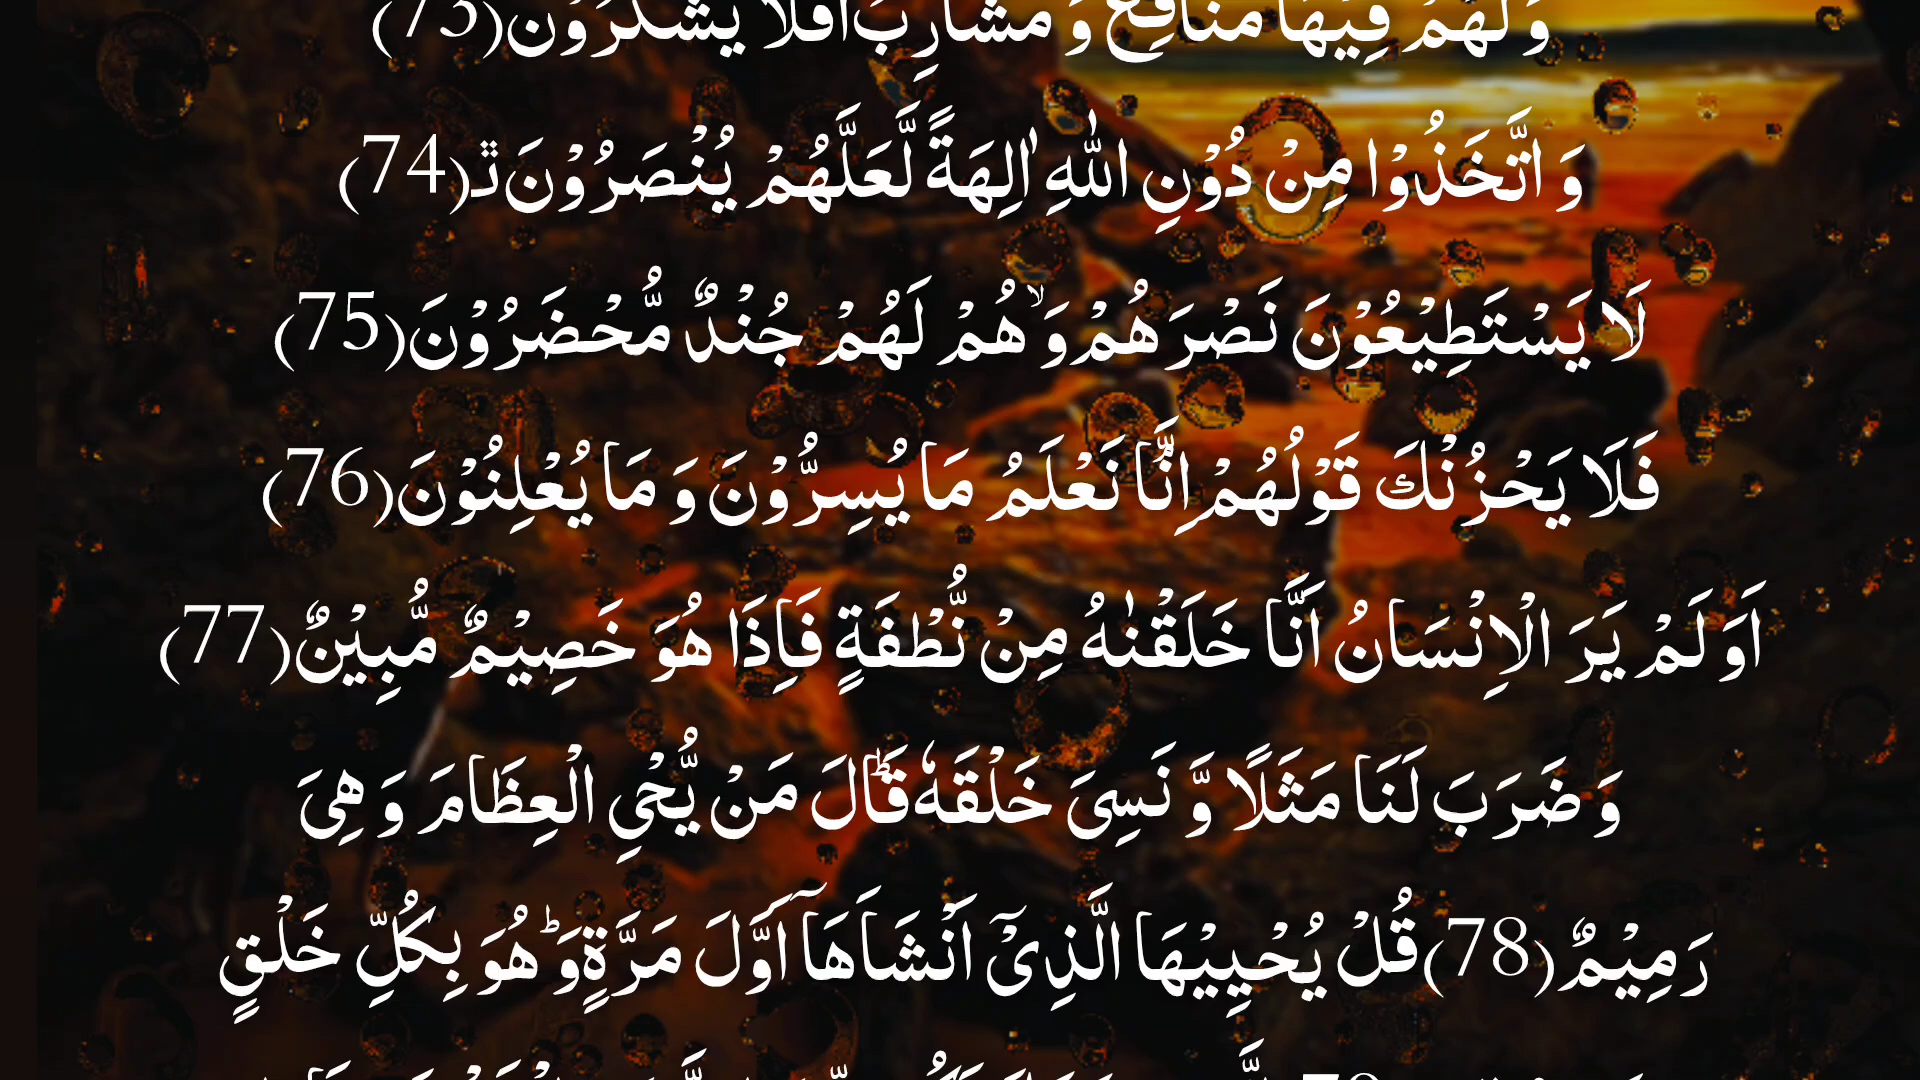 وَ لَهُمْ فِیْهَا مَنَافِعُ وَ مَشَارِبُؕ اَفَلَا یَشْكُرُوْنَ(73)
وَ اتَّخَذُوْا مِنْ دُوْنِ اللّٰهِ اٰلِهَةً لَّعَلَّهُمْ یُنْصَرُوْنَؕ(74)
لَا یَسْتَطِیْعُوْنَ نَصْرَهُمْۙ وَ هُمْ لَهُمْ جُنْدٌ مُّحْضَرُوْنَ(75)
فَلَا یَحْزُنْكَ قَوْلُهُمْۘ اِنَّا نَعْلَمُ مَا یُسِرُّوْنَ وَ مَا یُعْلِنُوْنَ(76)
اَوَ لَمْ یَرَ الْاِنْسَانُ اَنَّا خَلَقْنٰهُ مِنْ نُّطْفَةٍ فَاِذَا هُوَ خَصِیْمٌ مُّبِیْنٌ(77)
وَ ضَرَبَ لَنَا مَثَلًا وَّ نَسِیَ خَلْقَهٗؕ قَالَ مَنْ یُّحْیِ الْعِظَامَ وَ هِیَ
رَمِیْمٌ(78) قُلْ یُحْیِیْهَا الَّذِیْۤ اَنْشَاَهَاۤ اَوَّلَ مَرَّةٍؕ وَ هُوَ بِكُلِّ خَلْقٍ